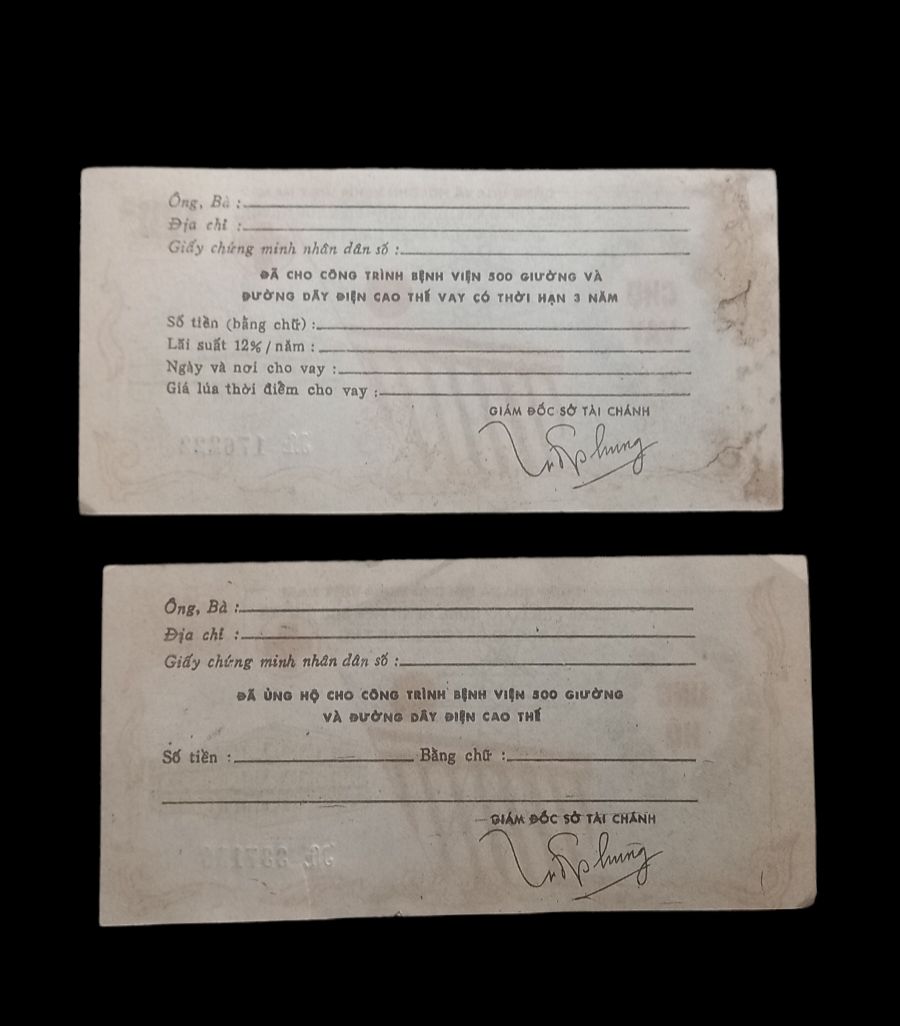 Ông, Bà :
Địa chỉ :
Giấy chứng minh nhân dân số :
ĐÃ CHO CÔNG TRÌNH BỆNH VIỆN 500 GIƯỜNG VÀ
ĐƯỜNG DÂY ĐIỆN CAO THẾ VAY CÓ THỜI HẠN 3 NĂM
Số tiền (bằng chữ) :
Lãi suất 12% / năm :
Ngày và nơi cho vay :
Giá lúa thời điểm cho vay :
GIÁM ĐỐC SỞ TÀI CHÁNH
Ông, Bà :
Địa chỉ :
Giấy chứng minh nhân dân số :
ĐÃ ỦNG HỘ CHO CÔNG TRÌNH BỆNH VIỆN 500 GIƯỜNG
VÀ ĐƯỜNG DÂY ĐIỆN CAO THẾ
Số tiền : Bằng chữ :
GIÁM ĐỐC SỞ TÀI CHÁNH